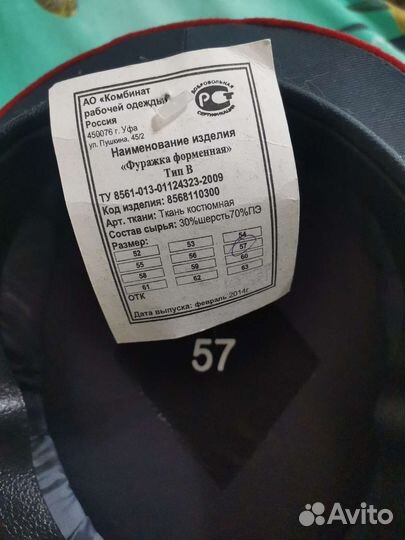 АО «Комбинат
рабочей одежды»
Россия
450076 г. Уфа
ул. Пушкина, 45/2
ДОБРОВОЛЬНАЯ
СЕРТИФИКАЦИЯ
Наименование изделия
«Фуражка форменная»
Тип В
ТУ 8561-013-01124323-2009
Код изделия: 8568110300
Арт. ткани: Ткань костюмная
Состав сырья: 30%шерсть70%ПЭ
Размер:
52 53 54
55 56 57
58 59 60
61 62 63
ОТК
Дата выпуска: февраль 2014г.
57
Avito